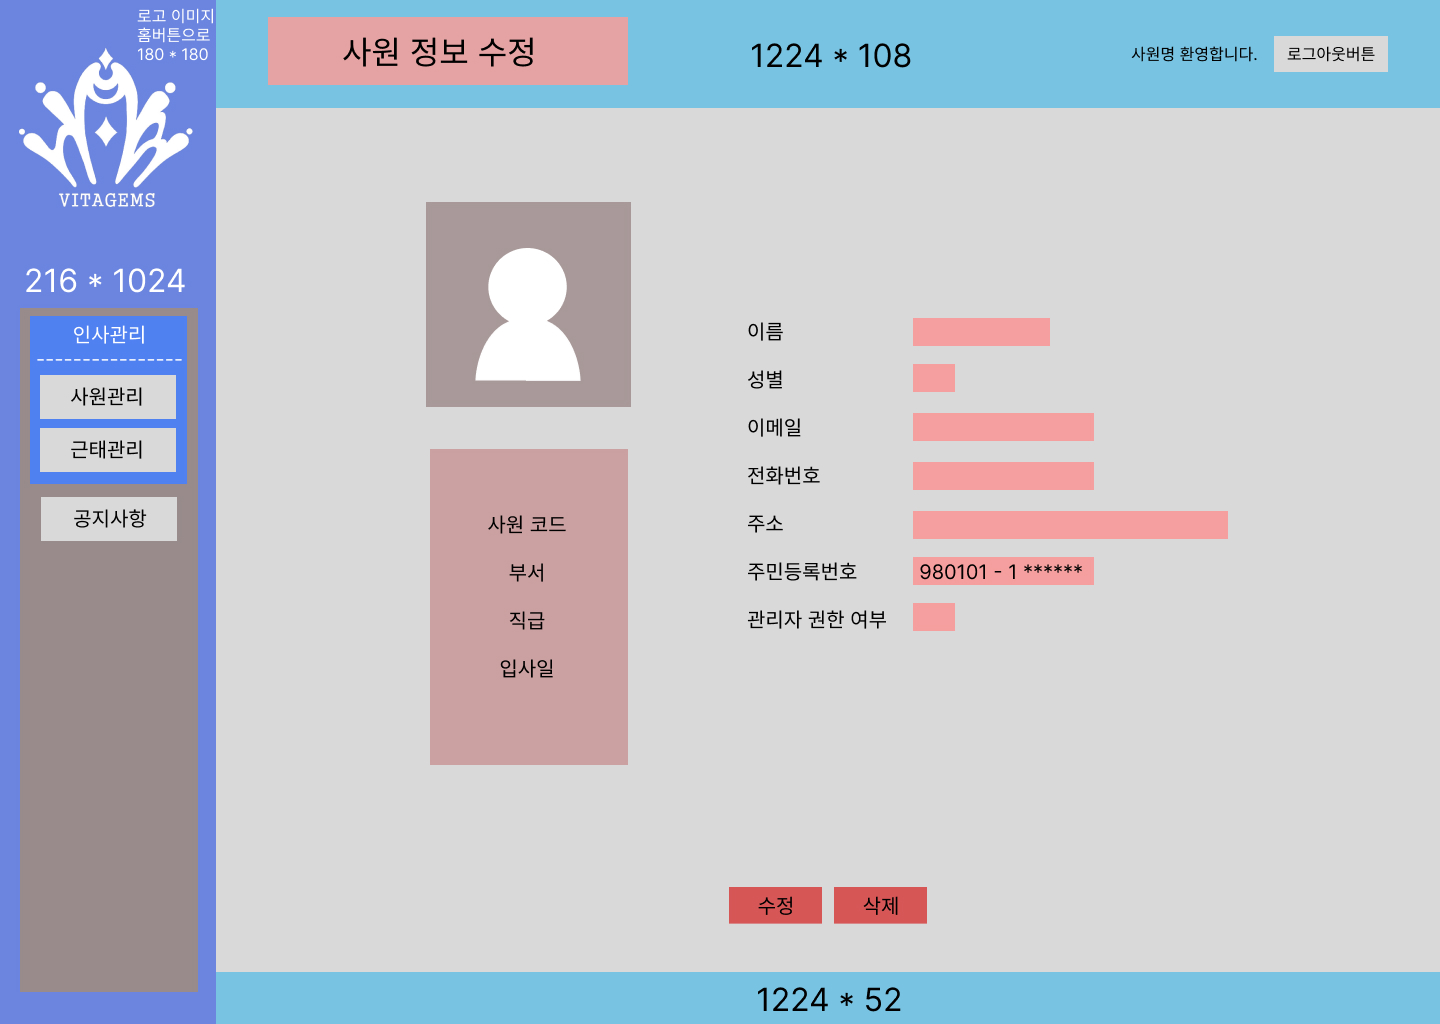 로고 이미지
홈버튼으로
180 * 180
VITAGEMS
216 * 1024
인사관리
----------------
사원관리
근태관리
공지사항
사원 정보 수정
1224 * 108
사원명 환영합니다.
로그아웃버튼
사원 코드
부서
직급
입사일
이름
성별
이메일
전화번호
주소
주민등록번호 980101 - 1 ******
관리자 권한 여부
수정
삭제
1224 * 52